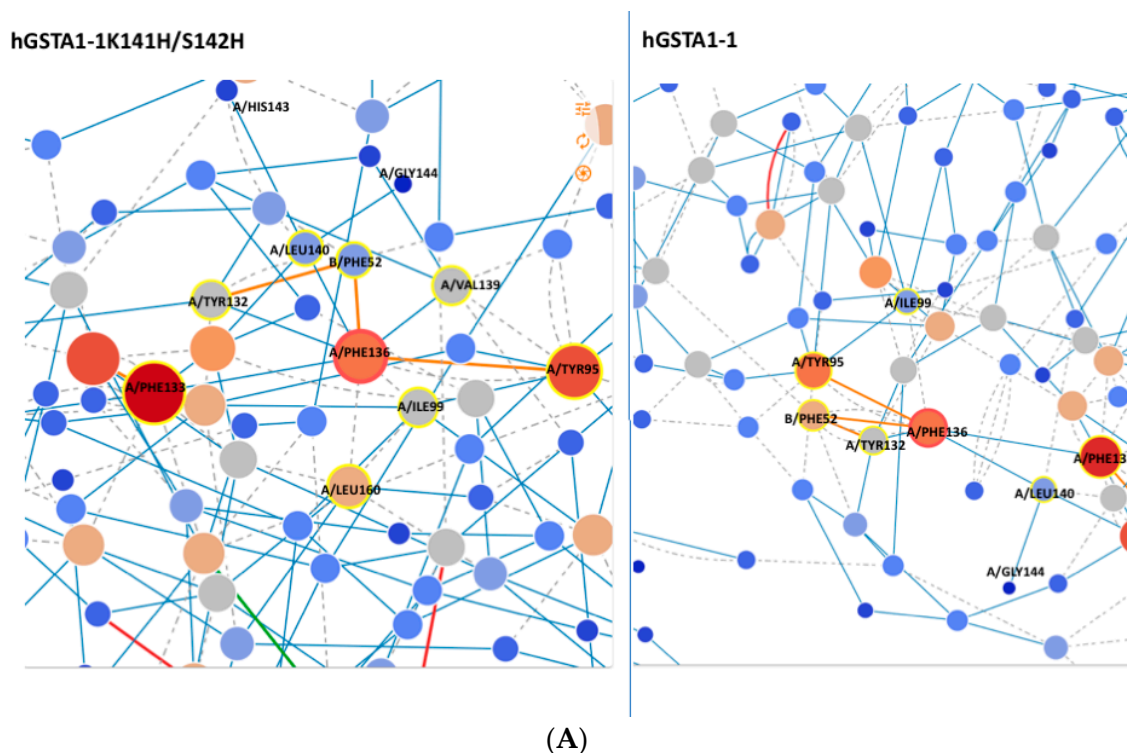 hGSTA1-1K141H/S142H
hGSTA1-1
A/HIS143
A/GLY144
A/LEU140
B/PHE52
A/VAL139
A/TYR132
A/PHE136
A/TYR95
A/PHE133
A/ILE99
A/LEU160
A/ILE99
A/TYR95
B/PHE52
A/TYR132
A/PHE136
A/PHE13
A/LEU140
A/GLY144
(A)